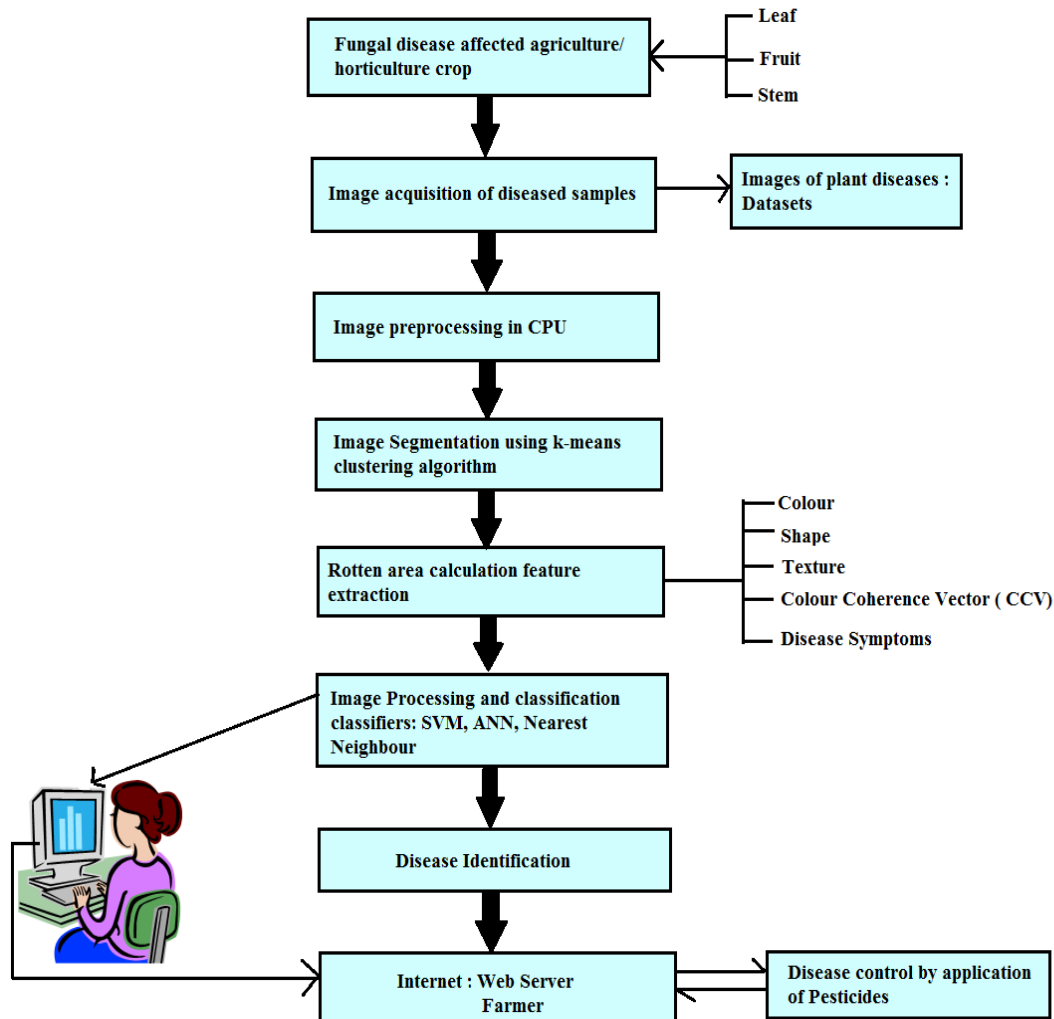 Fungal disease affected agriculture/
horticulture crop
Leaf
Fruit
Stem
Image acquisition of diseased samples
Images of plant diseases :
Datasets
Image preprocessing in CPU
Image Segmentation using k-means
clustering algorithm
Rotten area calculation feature
extraction
Colour
Shape
Texture
Colour Coherence Vector ( CCV)
Disease Symptoms
Image Processing and classification
classifiers: SVM, ANN, Nearest
Neighbour
Disease Identification
Internet : Web Server
Farmer
Disease control by application
of Pesticides